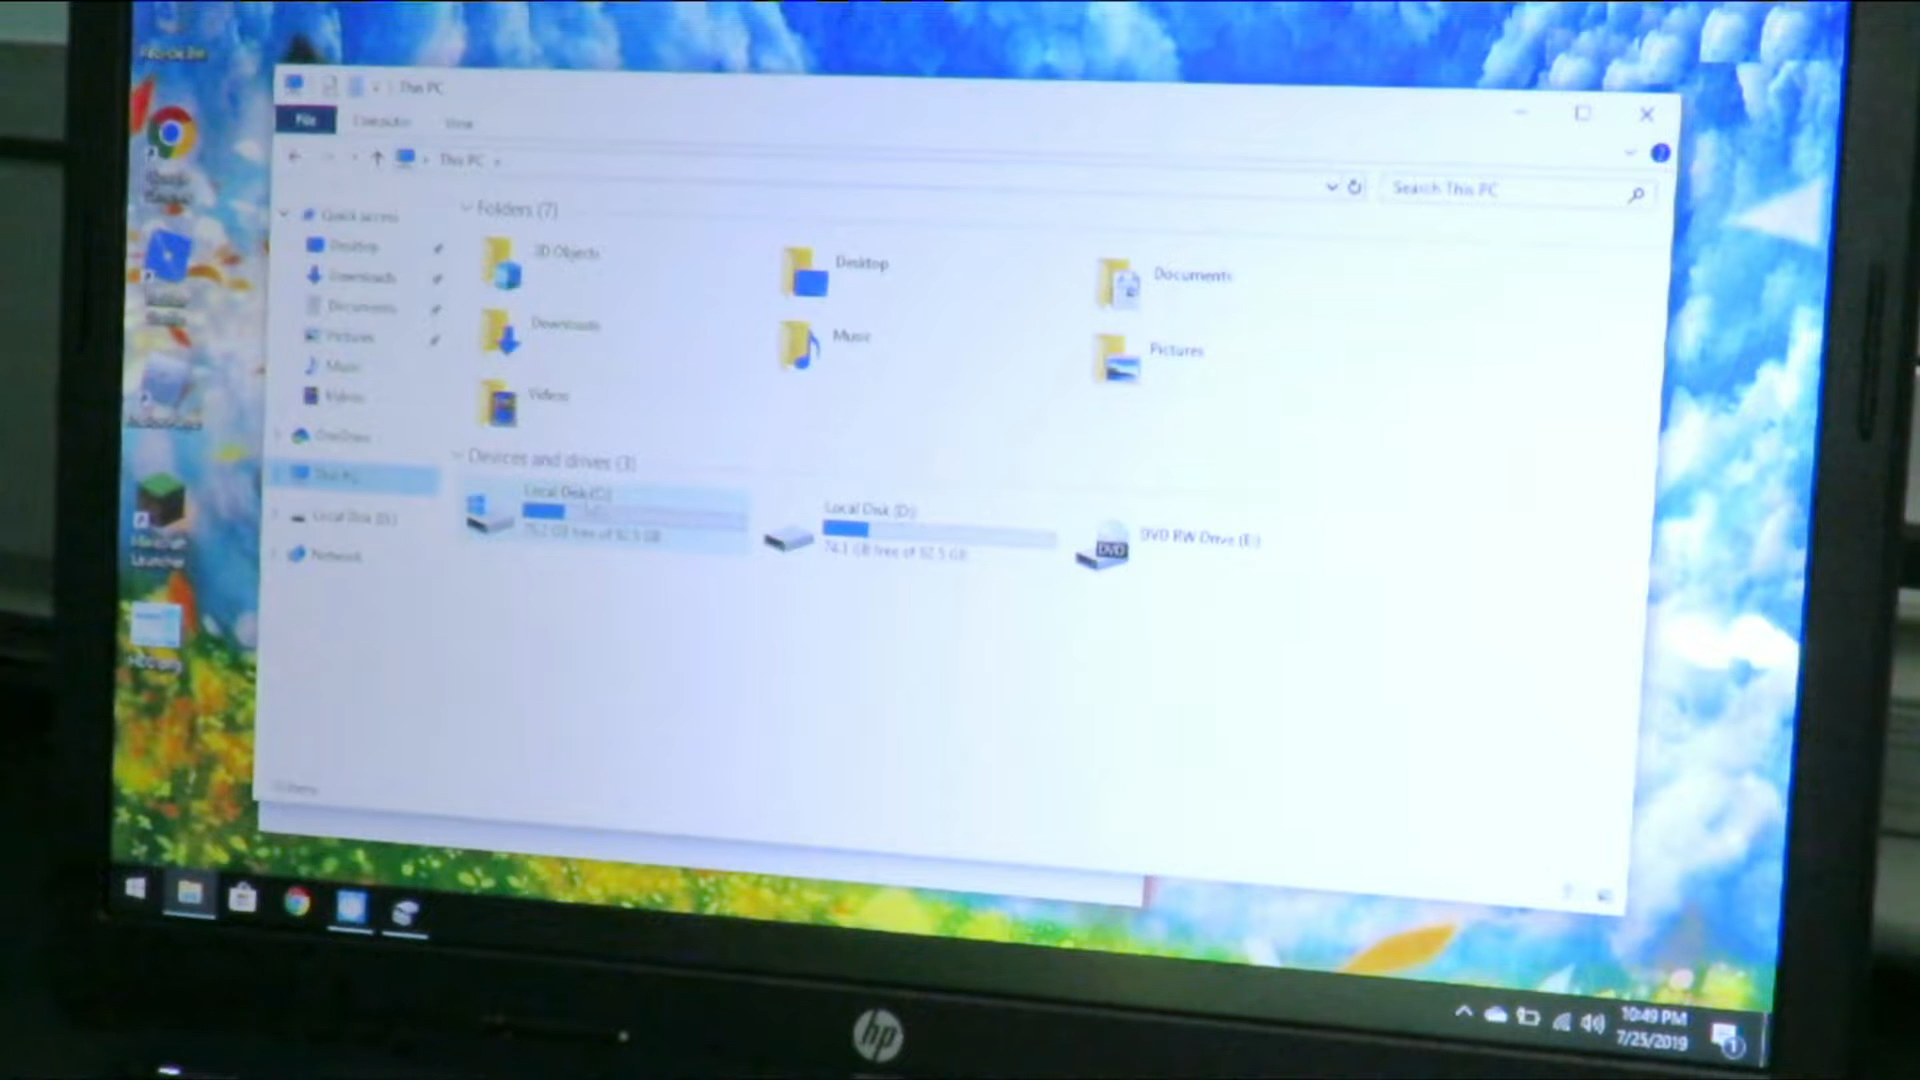 This PC
File Computer View
This PC
Search This PC
Quick access
Desktop
Downloads
Documents
Pictures
Music
Videos
OneDrive
This PC
Local Disk (D:)
Network
Folders (7)
3D Objects
Desktop
Documents
Downloads
Music
Pictures
Videos
Devices and drives (3)
Local Disk (C:)
free of 92.5 GB
Local Disk (D:)
74.1 GB free of 92.5 GB
DVD
DVD RW Drive (E:)
Minecraft
Launcher
hp
10:49 PM
7/25/2019
1